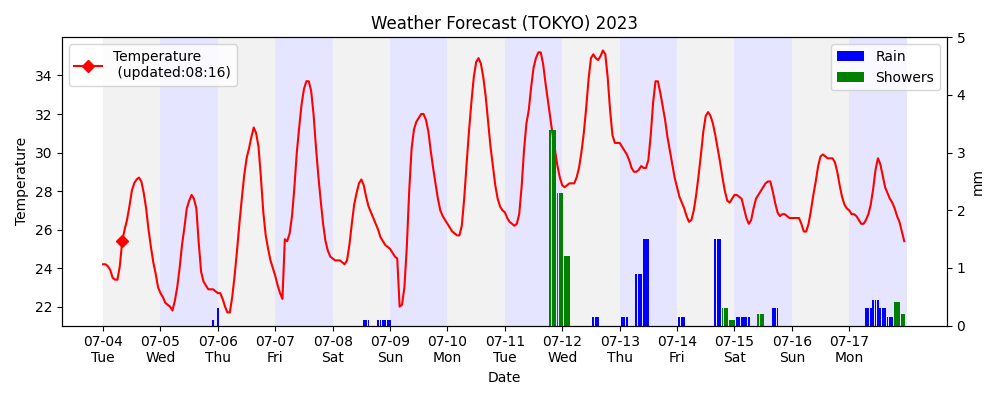 Weather Forecast (TOKYO) 2023
Temperature
(updated:08:16)
Rain
Showers
Temperature
34
32
30
28
26
24
22
5
4
3
2
1
0
mm
07-04 07-05 07-06 07-07 07-08 07-09 07-10 07-11 07-12 07-13 07-14 07-15 07-16 07-17
Tue Wed Thu Fri Sat Sun Mon Tue Wed Thu Fri Sat Sun Mon
Date